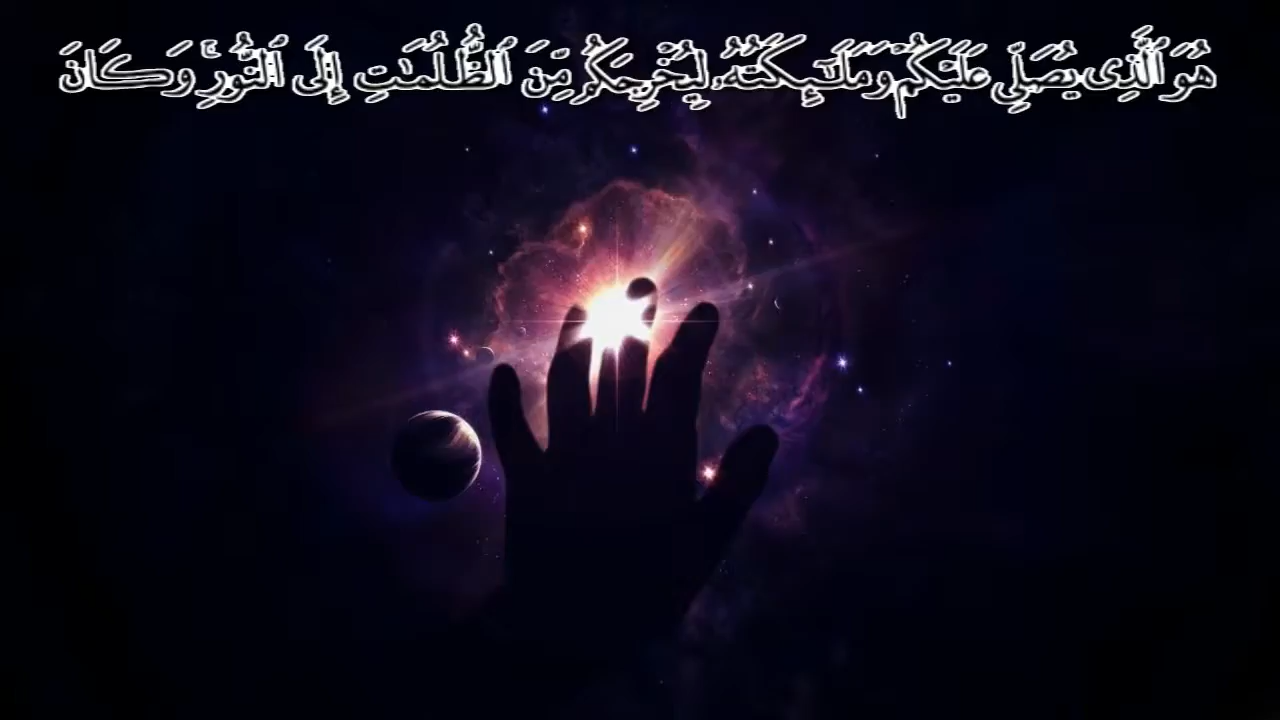 هُوَ ٱلَّذِى يُصَلِّى عَلَيْكُمْ وَمَلَٰٓئِكَتُهُۥ لِيُخْرِجَكُم مِّنَ ٱلظُّلُمَٰتِ إِلَى ٱلنُّورِ ۚ وَكَانَ